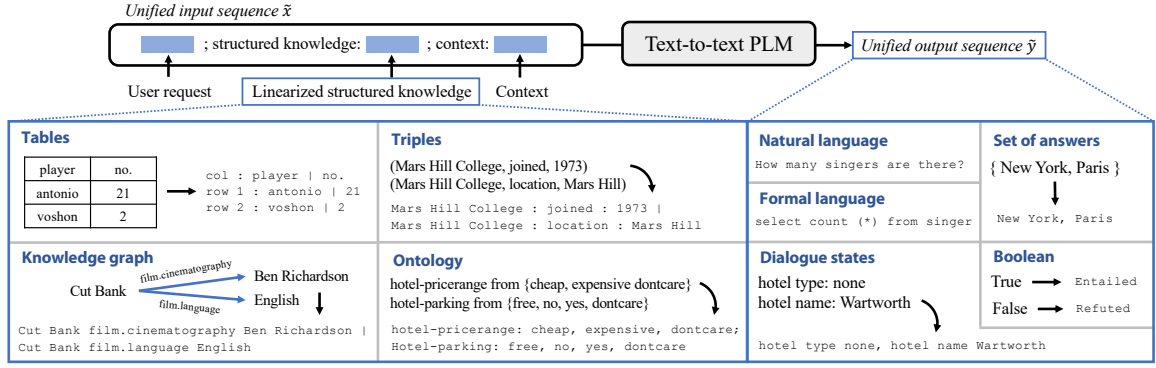 Unified input sequence x̃
; structured knowledge: ; context:
Text-to-text PLM
Unified output sequence ỹ
User request
Linearized structured knowledge
Context
Tables
player no.
antonio 21
voshon 2
col : player | no.
row 1 : antonio | 21
row 2 : voshon | 2
Triples
(Mars Hill College, joined, 1973)
(Mars Hill College, location, Mars Hill)
Mars Hill College : joined : 1973 |
Mars Hill College : location : Mars Hill
Knowledge graph
Cut Bank
film.cinematography
Ben Richardson
film.language
English
Cut Bank film.cinematography Ben Richardson |
Cut Bank film.language English
Ontology
hotel-pricerange from {cheap, expensive dontcare}
hotel-parking from {free, no, yes, dontcare}
hotel-pricerange: cheap, expensive, dontcare;
Hotel-parking: free, no, yes, dontcare
Natural language
How many singers are there?
Formal language
select count (*) from singer
Set of answers
{ New York, Paris }
New York, Paris
Dialogue states
hotel type: none
hotel name: Wartworth
hotel type none, hotel name Wartworth
Boolean
True Entailed
False Refuted